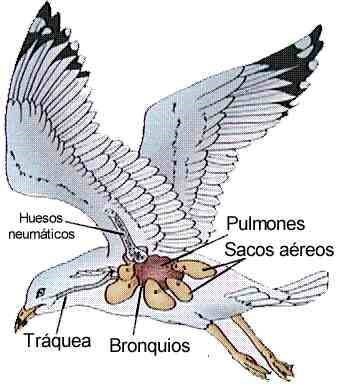 Huesos
neumáticos
Pulmones
Sacos aéreos
Tráquea
Bronquios